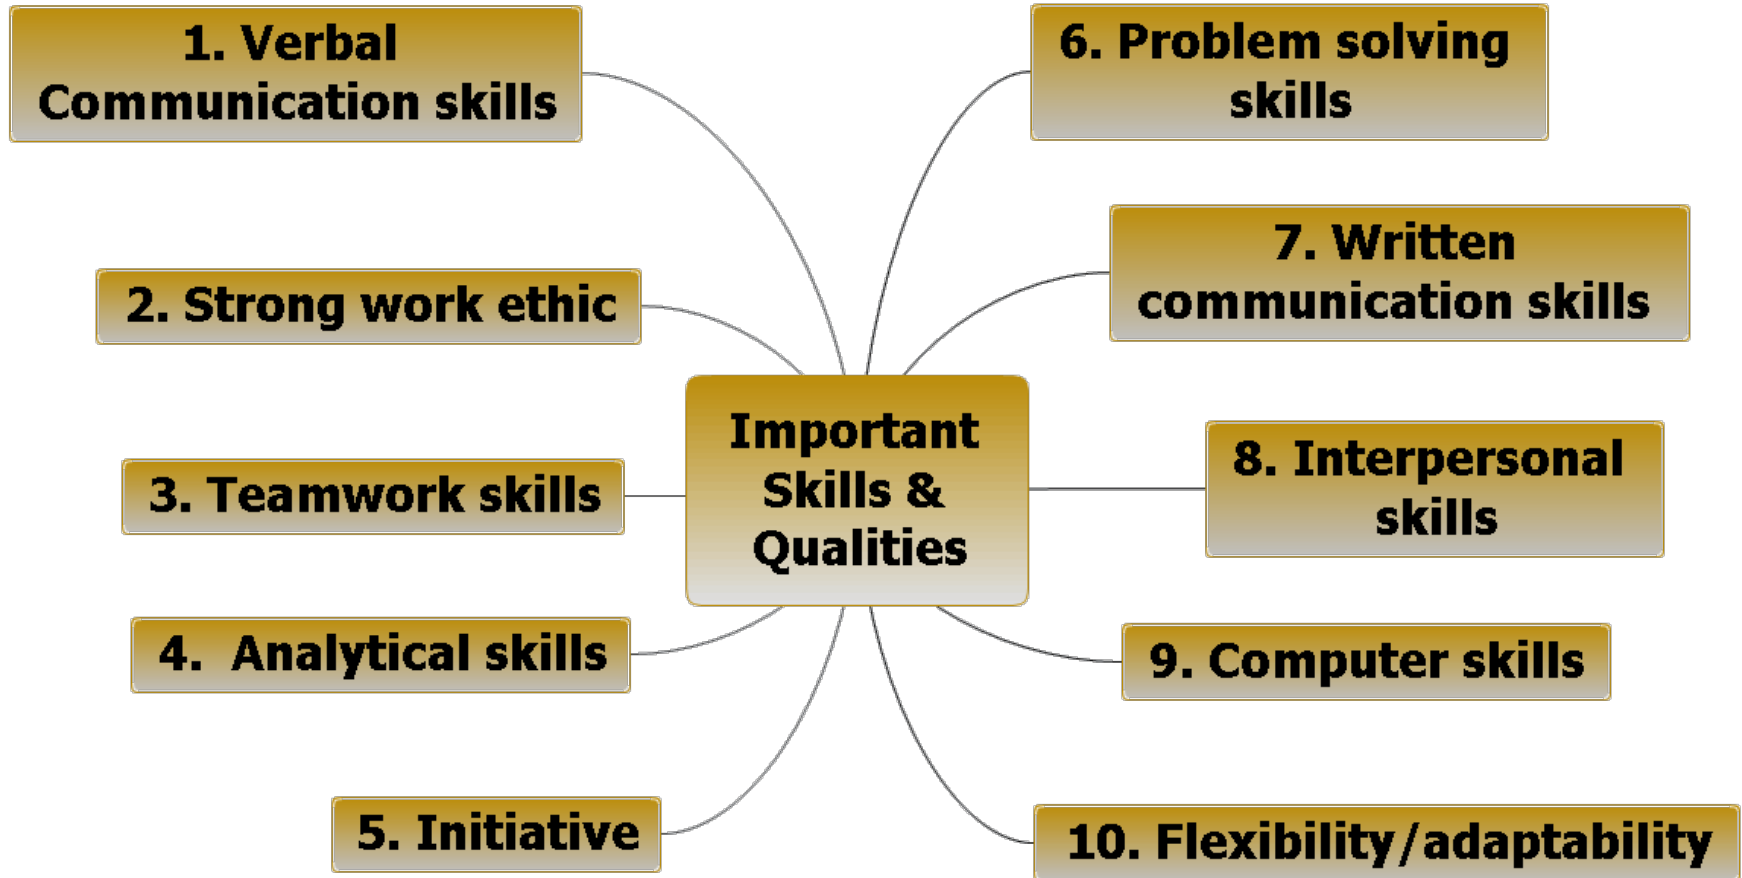 1. Verbal
Communication skills
2. Strong work ethic
3. Teamwork skills
4.  Analytical skills
5. Initiative
Important
Skills &
Qualities
6. Problem solving
skills
7. Written
communication skills
8. Interpersonal
skills
9. Computer skills
10. Flexibility/adaptability